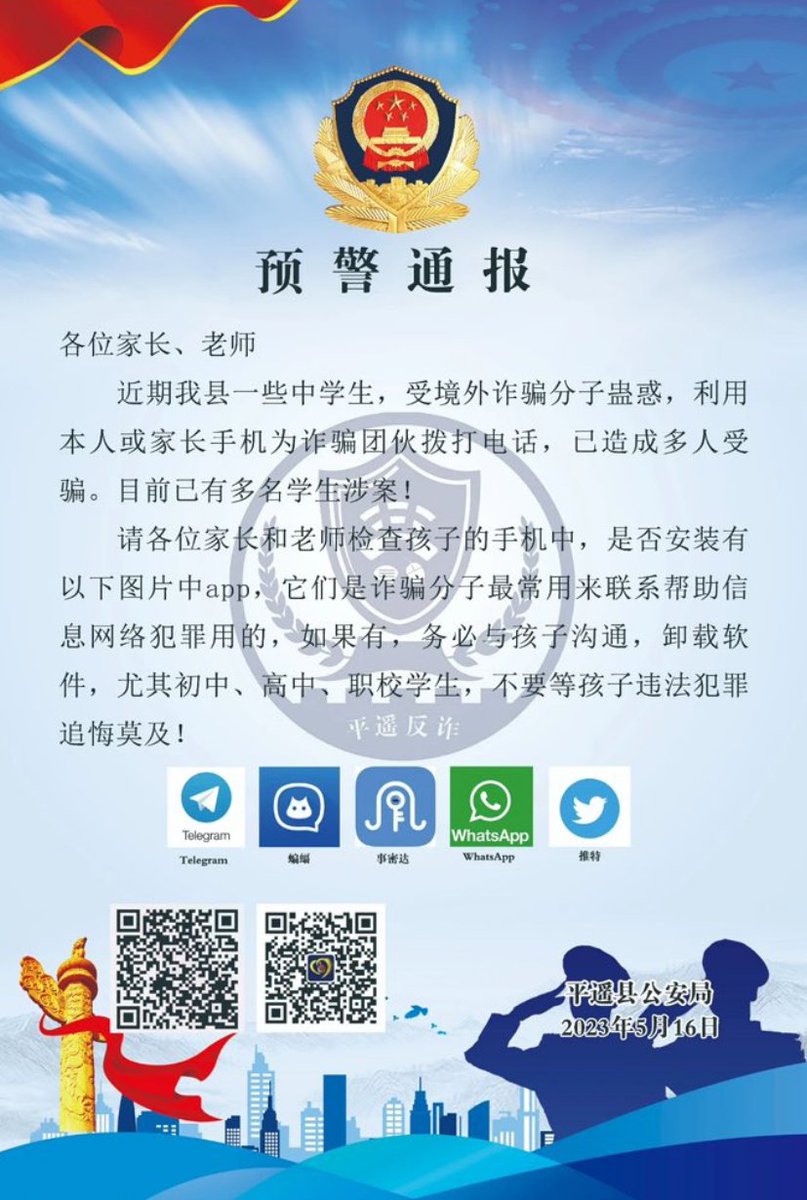 预警通报
各位家长、老师
近期我县一些中学生，受境外诈骗分子蛊惑，利用
本人或家长手机为诈骗团伙拨打电话，已造成多人受
骗。目前已有多名学生涉案！
请各位家长和老师检查孩子的手机中，是否安装有
以下图片中app，它们是诈骗分子最常用来联系帮助信
息网络犯罪用的，如果有，务必与孩子沟通，卸载软
件，尤其初中、高中、职校学生，不要等孩子违法犯罪
追悔莫及！
平遥反诈
Telegram
WhatsApp
Telegram
蝙蝠
事密达
WhatsApp
推特
平遥县公安局
2023年5月16日